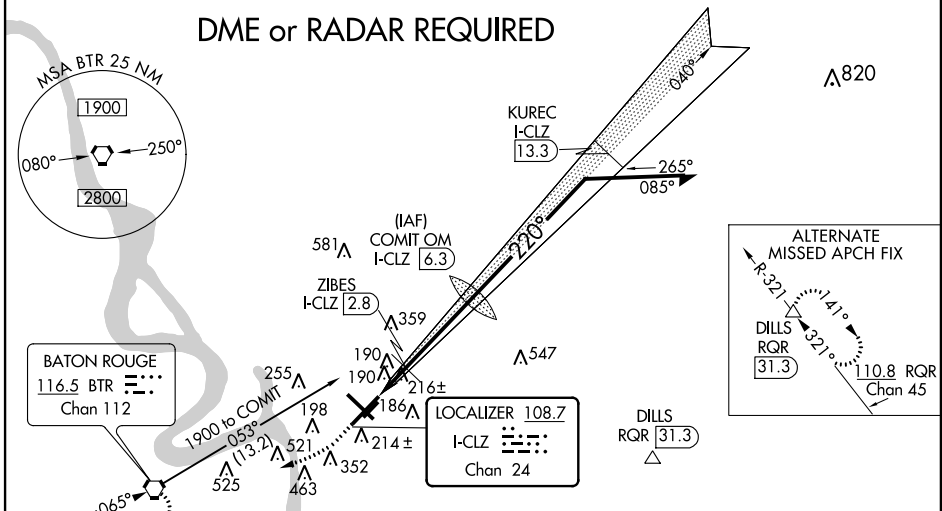 DME or RADAR REQUIRED
MSA BTR 25 NM
1900
080°
250°
2800
820
040°
KUREC
I-CLZ
13.3
265°
085°
220°
(IAF)
COMIT OM
I-CLZ 6.3
581
ZIBES
I-CLZ 2.8
359
ALTERNATE
MISSED APCH FIX
R-321
141°
321°
DILLS
RQR
31.3
110.8 RQR
Chan 45
BATON ROUGE
116.5 BTR
Chan 112
255
190
190
547
216±
1900 to COMIT
053°
(13.2)
198
186
LOCALIZER 108.7
I-CLZ
Chan 24
DILLS
RQR 31.3
214 ±
521
525
352
463
065°